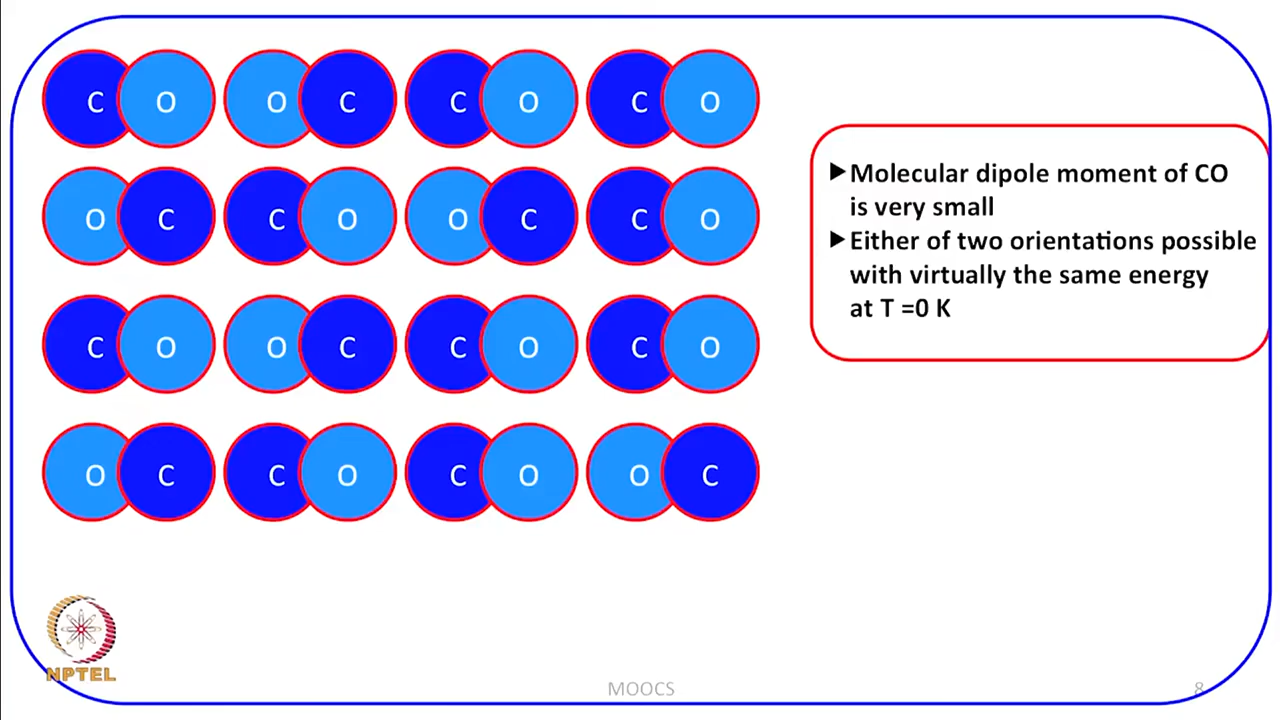 C O O C C O C O
O C C O O C C O
C O O C C O C O
O C C O C O O C
➤Molecular dipole moment of CO
is very small
➤Either of two orientations possible
with virtually the same energy
at T =0 K
NPTEL
MOOCS
8